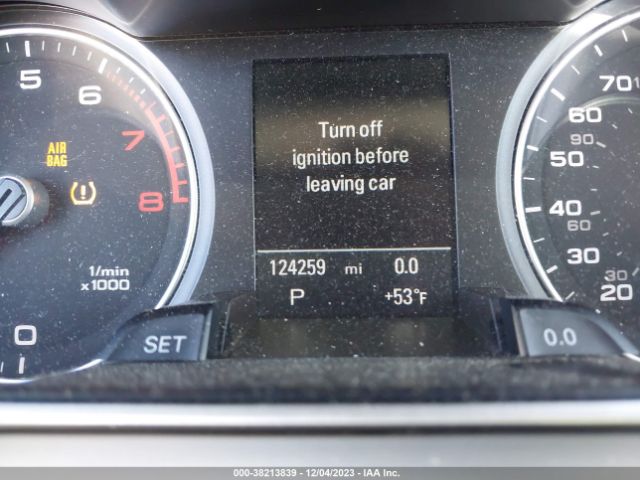 5
6
7
8
AIR
BAG
1/min
x1000
0
SET
Turn off
ignition before
leaving car
124259 mi 0.0
P +53°F
70
60
90
50
40
60
30
30
20
0.0
000-38213839 - 12/04/2023 - IAA Inc.